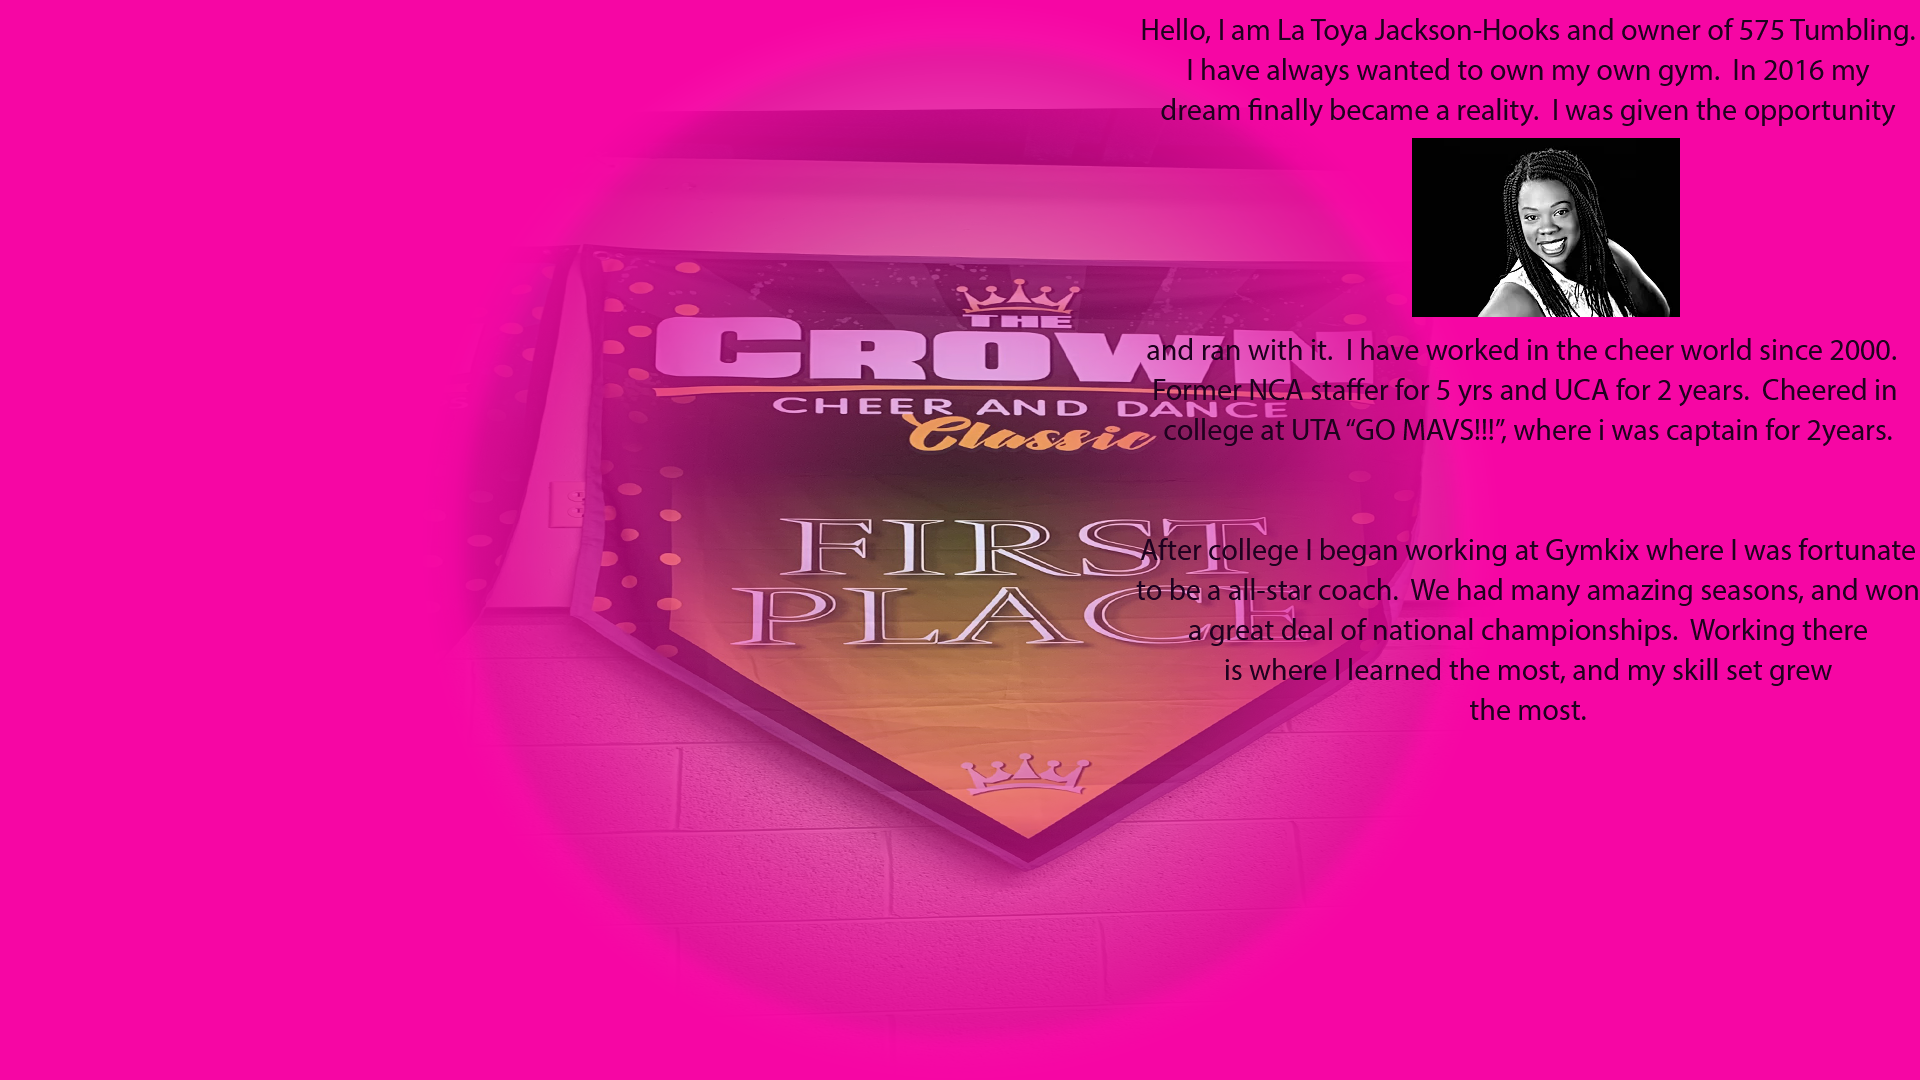 Hello, I am La Toya Jackson-Hooks and owner of 575 Tumbling.
I have always wanted to own my own gym.  In 2016 my
dream finally became a reality.  I was given the opportunity
and ran with it.  I have worked in the cheer world since 2000.
Former NCA staffer for 5 yrs and UCA for 2 years.  Cheered in
college at UTA “GO MAVS!!!”, where i was captain for 2years.
After college I began working at Gymkix where I was fortunate
to be a all-star coach.  We had many amazing seasons, and won
a great deal of national championships.  Working there
is where I learned the most, and my skill set grew
the most.
THE
CROWN
CHEER AND DANCE
Classic
FIRST
PLACE